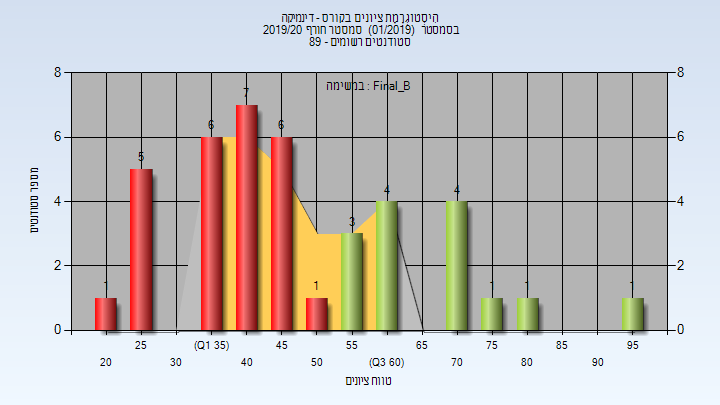 הִיסְטוֹגְרָמַת ציונים בקורס - דינמיקה
בסמסטר (01/2019) סמסטר חורף 2019/20
סטודנטים רשומים - 89
במשימה : Final_B
8 8
6 6
4 4
2 2
0 0
1 5 6 7 6 1 3 4 4 1 1 1
מספר סטודנטים
25 (Q1 35) 45 55 65 75 85 95
20 30 40 50 (Q3 60) 70 80 90
טווח ציונים